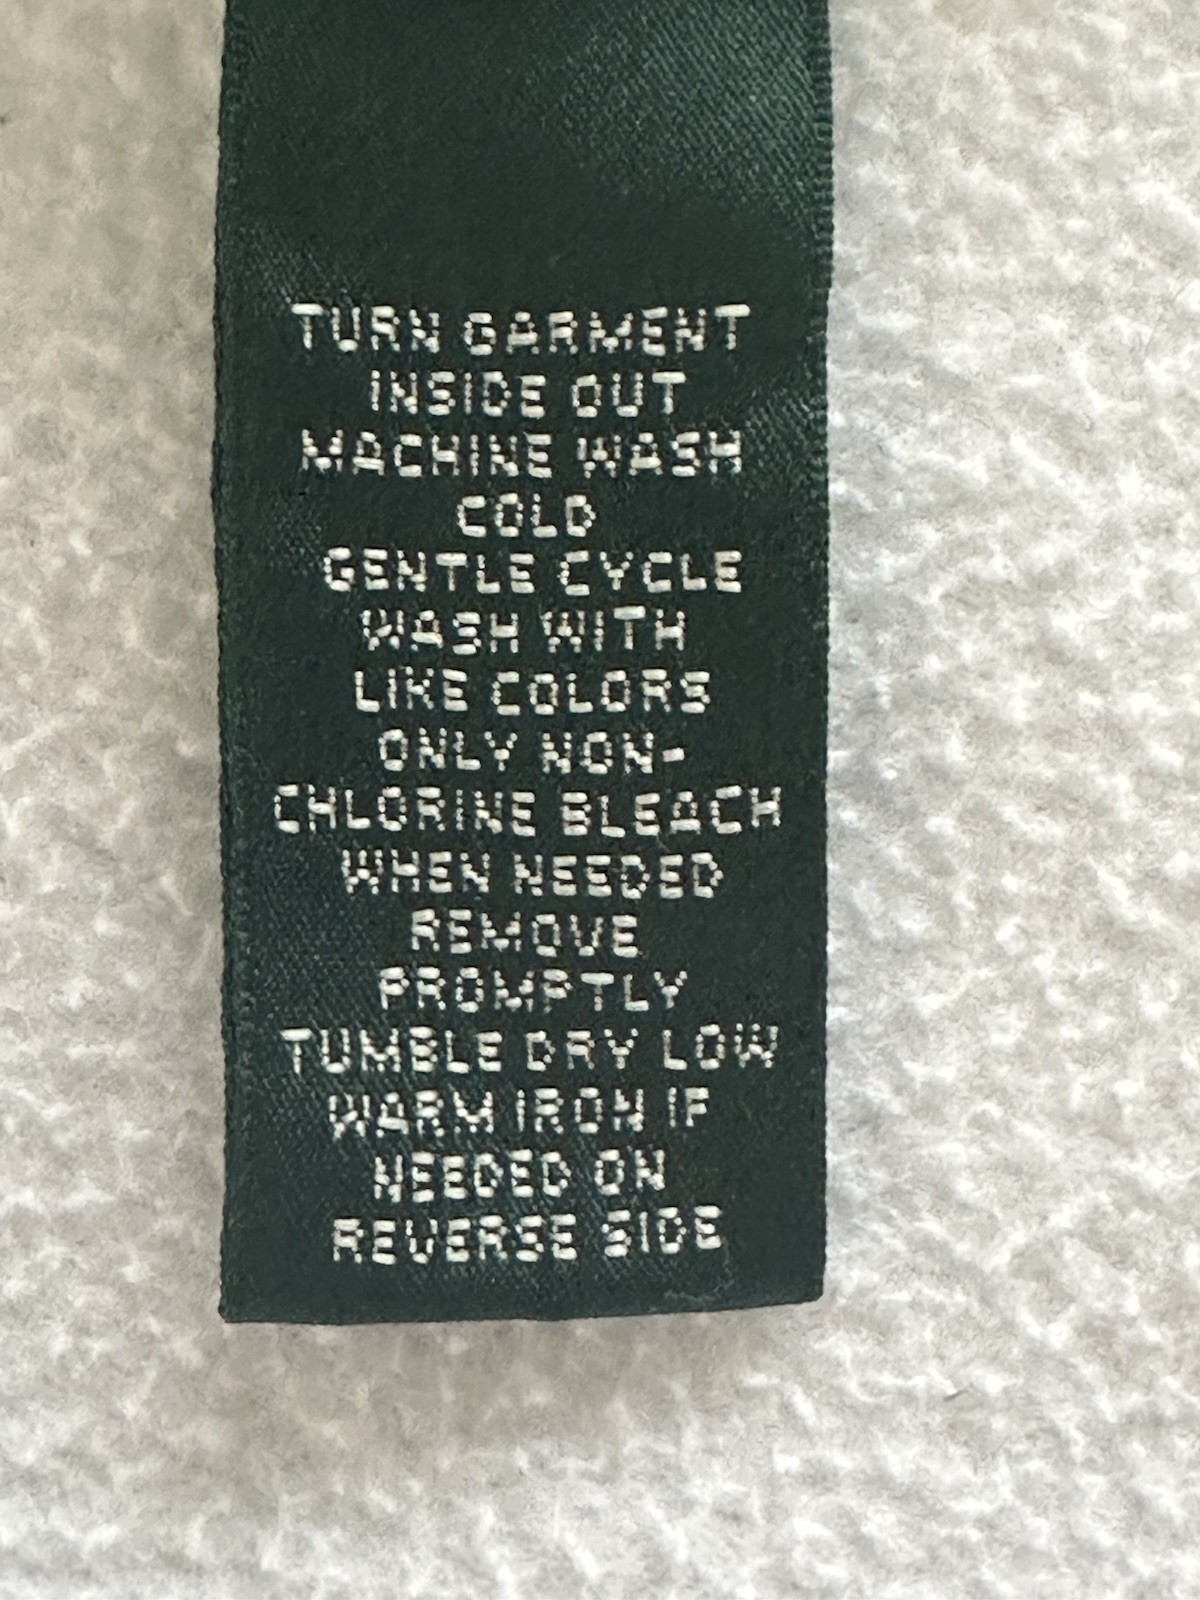 TURN GARMENT
INSIDE OUT
MACHINE WASH
COLD
GENTLE CYCLE
WASH WITH
LIKE COLORS
ONLY NON-
CHLORINE BLEACH
WHEN NEEDED
REMOVE
PROMPTLY
TUMBLE DRY LOW
WARM IRON IF
NEEDED ON
REVERSE SIDE